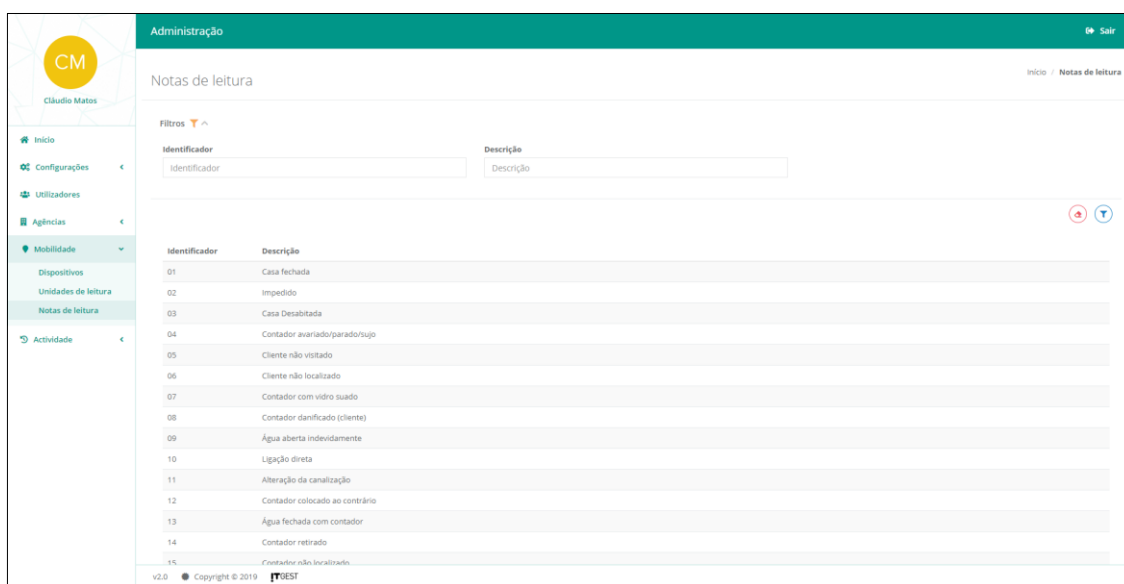 CM
Cláudio Matos
Início
Configurações
Utilizadores
Agências
Mobilidade
Dispositivos
Unidades de leitura
Notas de leitura
Actividade
Administração
Sair
Notas de leitura
Início / Notas de leitura
Filtros
Identificador Descrição
Identificador Descrição
Identificador Descrição
01 Casa fechada
02 Impedido
03 Casa Desabitada
04 Contador avariado/parado/sujo
05 Cliente não visitado
06 Cliente não localizado
07 Contador com vidro suado
08 Contador danificado (cliente)
09 Água aberta indevidamente
10 Ligação direta
11 Alteração da canalização
12 Contador colocado ao contrário
13 Água fechada com contador
14 Contador retirado
15 Contador não localizado
v2.0 Copyright © 2019 ITGEST